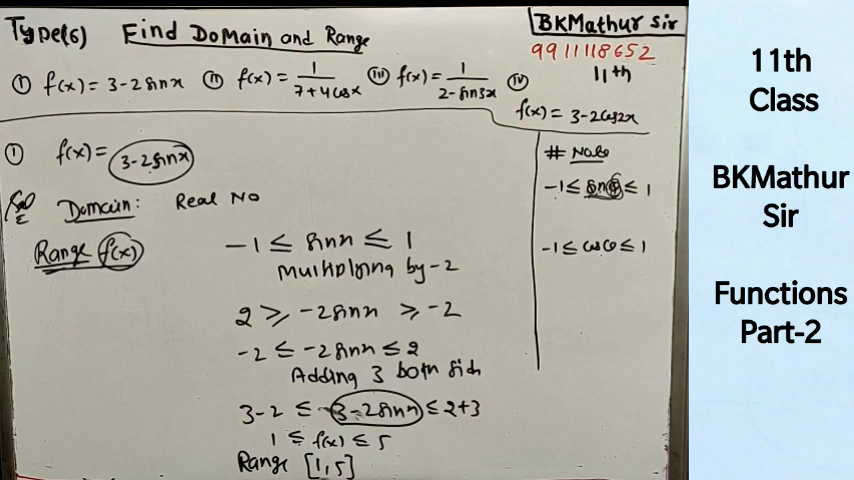 Type(6) Find Domain and Range
BKMathur Sir
9911118652
11th
① f(x) = 3-2sinx ⑪ f(x) = 1/(7+4cosx) ⑪⑪ f(x) = 1/(2-sin3x) ⑭
f(x) = 3-2cos2x
① f(x) = 3-2sinx
# Note
-1 ≤ sinθ ≤ 1
-1 ≤ cosθ ≤ 1
Sol
Domain: Real No
Range f(x)
-1 ≤ sinx ≤ 1
Multiplying by -2
2 ≥ -2sinx ≥ -2
-2 ≤ -2sinx ≤ 2
Adding 3 both sid
3-2 ≤ 3-2sinx ≤ 2+3
1 ≤ f(x) ≤ 5
Range [1,5]
11th
Class
BKMathur
Sir
Functions
Part-2